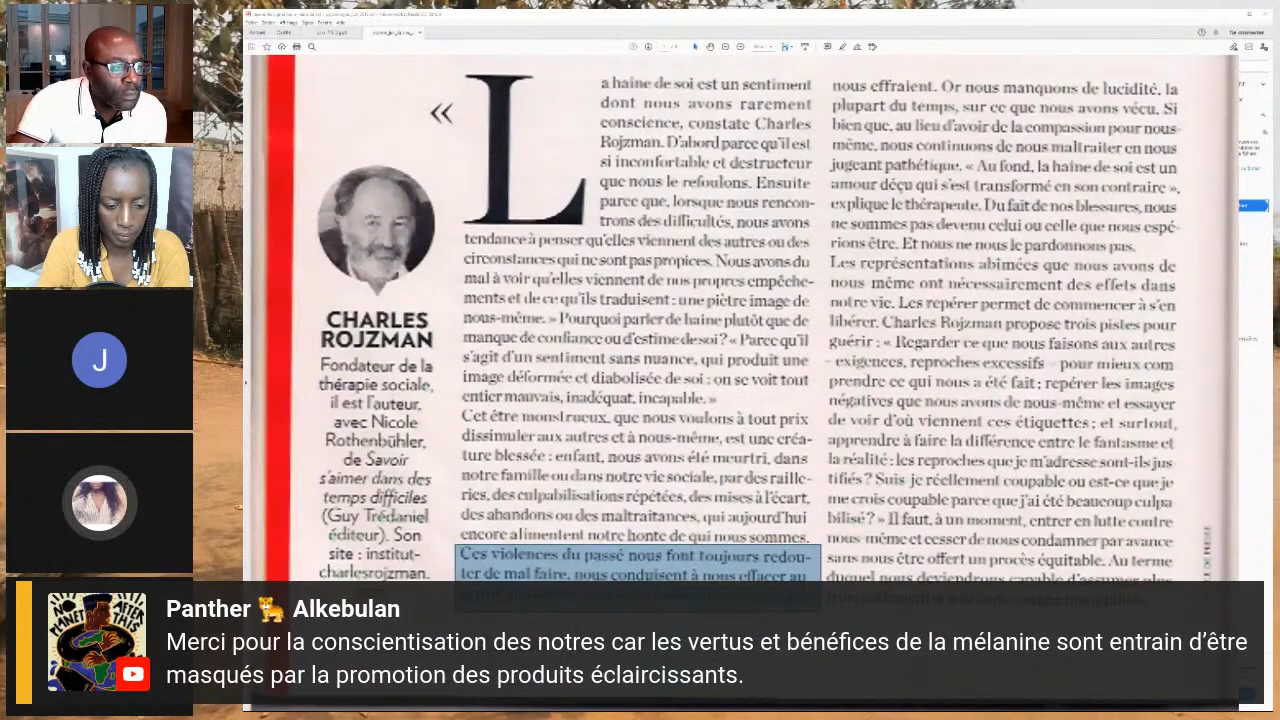 «
La haine de soi est un sentiment
dont nous avons rarement
conscience, constate Charles
Rojzman. D'abord parce qu'il est
si inconfortable et destructeur
que nous le refoulons. Ensuite
parce que, lorsque nous rencon-
trons des difficultés, nous avons
tendance à penser qu'elles viennent des autres ou des
circonstances qui ne sont pas propices. Nous avons du
mal à voir qu'elles viennent de nos propres empêche-
ments et de ce qu'ils traduisent : une piètre image de
nous-même. » Pourquoi parler de haine plutôt que de
manque de confiance ou d'estime de soi ? « Parce qu'il
s'agit d'un sentiment sans nuance, qui produit une
image déformée et diabolisée de soi : on se voit tout
entier mauvais, inadéquat, incapable. »
Cet être monstrueux, que nous voulons à tout prix
dissimuler aux autres et à nous-même, est une créa-
ture blessée : enfant, nous avons été meurtri, dans
notre famille ou dans notre vie sociale, par des raille-
ries, des culpabilisations répétées, des mises à l'écart,
des abandons ou des maltraitances, qui aujourd'hui
encore alimentent notre honte de qui nous sommes.
Ces violences du passé nous font toujours redou-
ter de mal faire, nous conduisent à nous effacer au
nous effraient. Or nous manquons de lucidité, la
plupart du temps, sur ce que nous avons vécu. Si
bien que, au lieu d'avoir de la compassion pour nous-
même, nous continuons de nous maltraiter en nous
jugeant pathétique. « Au fond, la haine de soi est un
amour déçu qui s'est transformé en son contraire »,
explique le thérapeute. Du fait de nos blessures, nous
ne sommes pas devenu celui ou celle que nous espé-
rions être. Et nous ne nous le pardonnons pas.
Les représentations abimées que nous avons de
nous même ont nécessairement des effets dans
notre vie. Les repérer permet de commencer à s'en
libérer. Charles Rojzman propose trois pistes pour
guérir : « Regarder ce que nous faisons aux autres
– exigences, reproches excessifs – pour mieux com
prendre ce qui nous a été fait ; repérer les images
négatives que nous avons de nous-même et essayer
de voir d'où viennent ces étiquettes ; et surtout,
apprendre à faire la différence entre le fantasme et
la réalité : les reproches que je m'adresse sont-ils jus
tifiés ? Suis je réellement coupable ou est-ce que je
me crois coupable parce que j'ai été beaucoup culpa
bilisé ? » Il faut, à un moment, entrer en lutte contre
nous-même et cesser de nous condamner par avance
sans nous être offert un procès équitable. Au terme
duquel nous deviendrons capable d'assumer
CHARLES
ROJZMAN
Fondateur de la
thérapie sociale,
il est l'auteur,
avec Nicole
Rothenbühler,
de Savoir
s'aimer dans des
temps difficiles
(Guy Trédaniel
éditeur). Son
site : institut-
charlesrojzman.
J
Panther 🐆 Alkebulan
Merci pour la conscientisation des notres car les vertus et bénéfices de la mélanine sont entrain d’être
masqués par la promotion des produits éclaircissants.